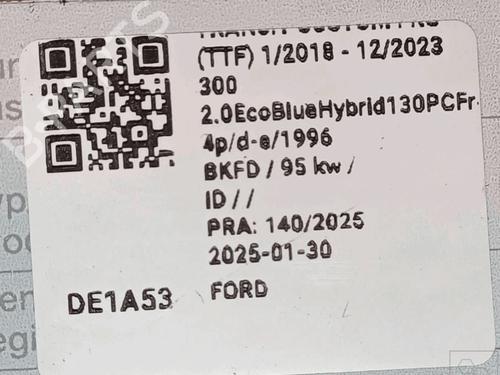 (TTF) 1/2018 - 12/2023
300
2.0EcoBlueHybrid130PCFr
4p/d-e/1996
BKFD / 95 kw /
ID / /
PRA: 140/2025
2025-01-30
DE1A53 FORD